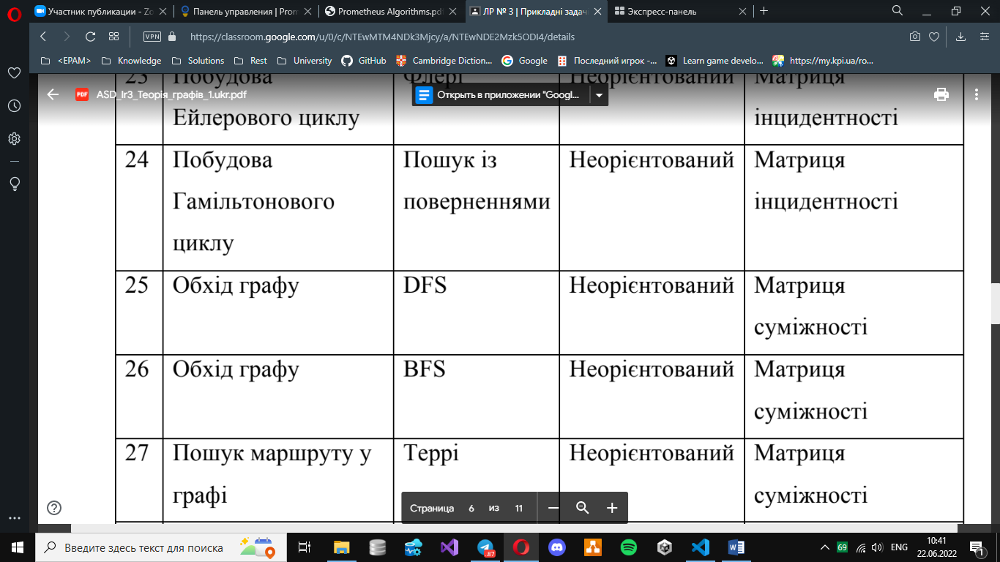 Участник публикации - Zo
Панель управления | Pron
Prometheus Algorithms.pdf
ЛР № 3 | Прикладні задач
Экспресс-панель
VPN
https://classroom.google.com/u/0/c/NTEwMTM4NDk3Mjcy/a/NTEwNDE2Mzk5ODI4/details
<EPAM>
Knowledge
Solutions
Rest
University
GitHub
Cambridge Diction...
Google
Последний игрок -...
Learn game develo...
https://my.kpi.ua/ro...
PDF
ASD_lr3_Теорія_графів_1.ukr.pdf
Открыть в приложении "Googl...
23 Побудова Флері Неорієнтований Матриця
Ейлерового циклу інцидентності
24 Побудова Пошук із Неорієнтований Матриця
Гамільтонового поверненнями інцидентності
циклу
25 Обхід графу DFS Неорієнтований Матриця
суміжності
26 Обхід графу BFS Неорієнтований Матриця
суміжності
27 Пошук маршруту у Террі Неорієнтований Матриця
графі суміжності
Страница 6 из 11
Введите здесь текст для поиска
87
69
ENG
10:41
22.06.2022
1